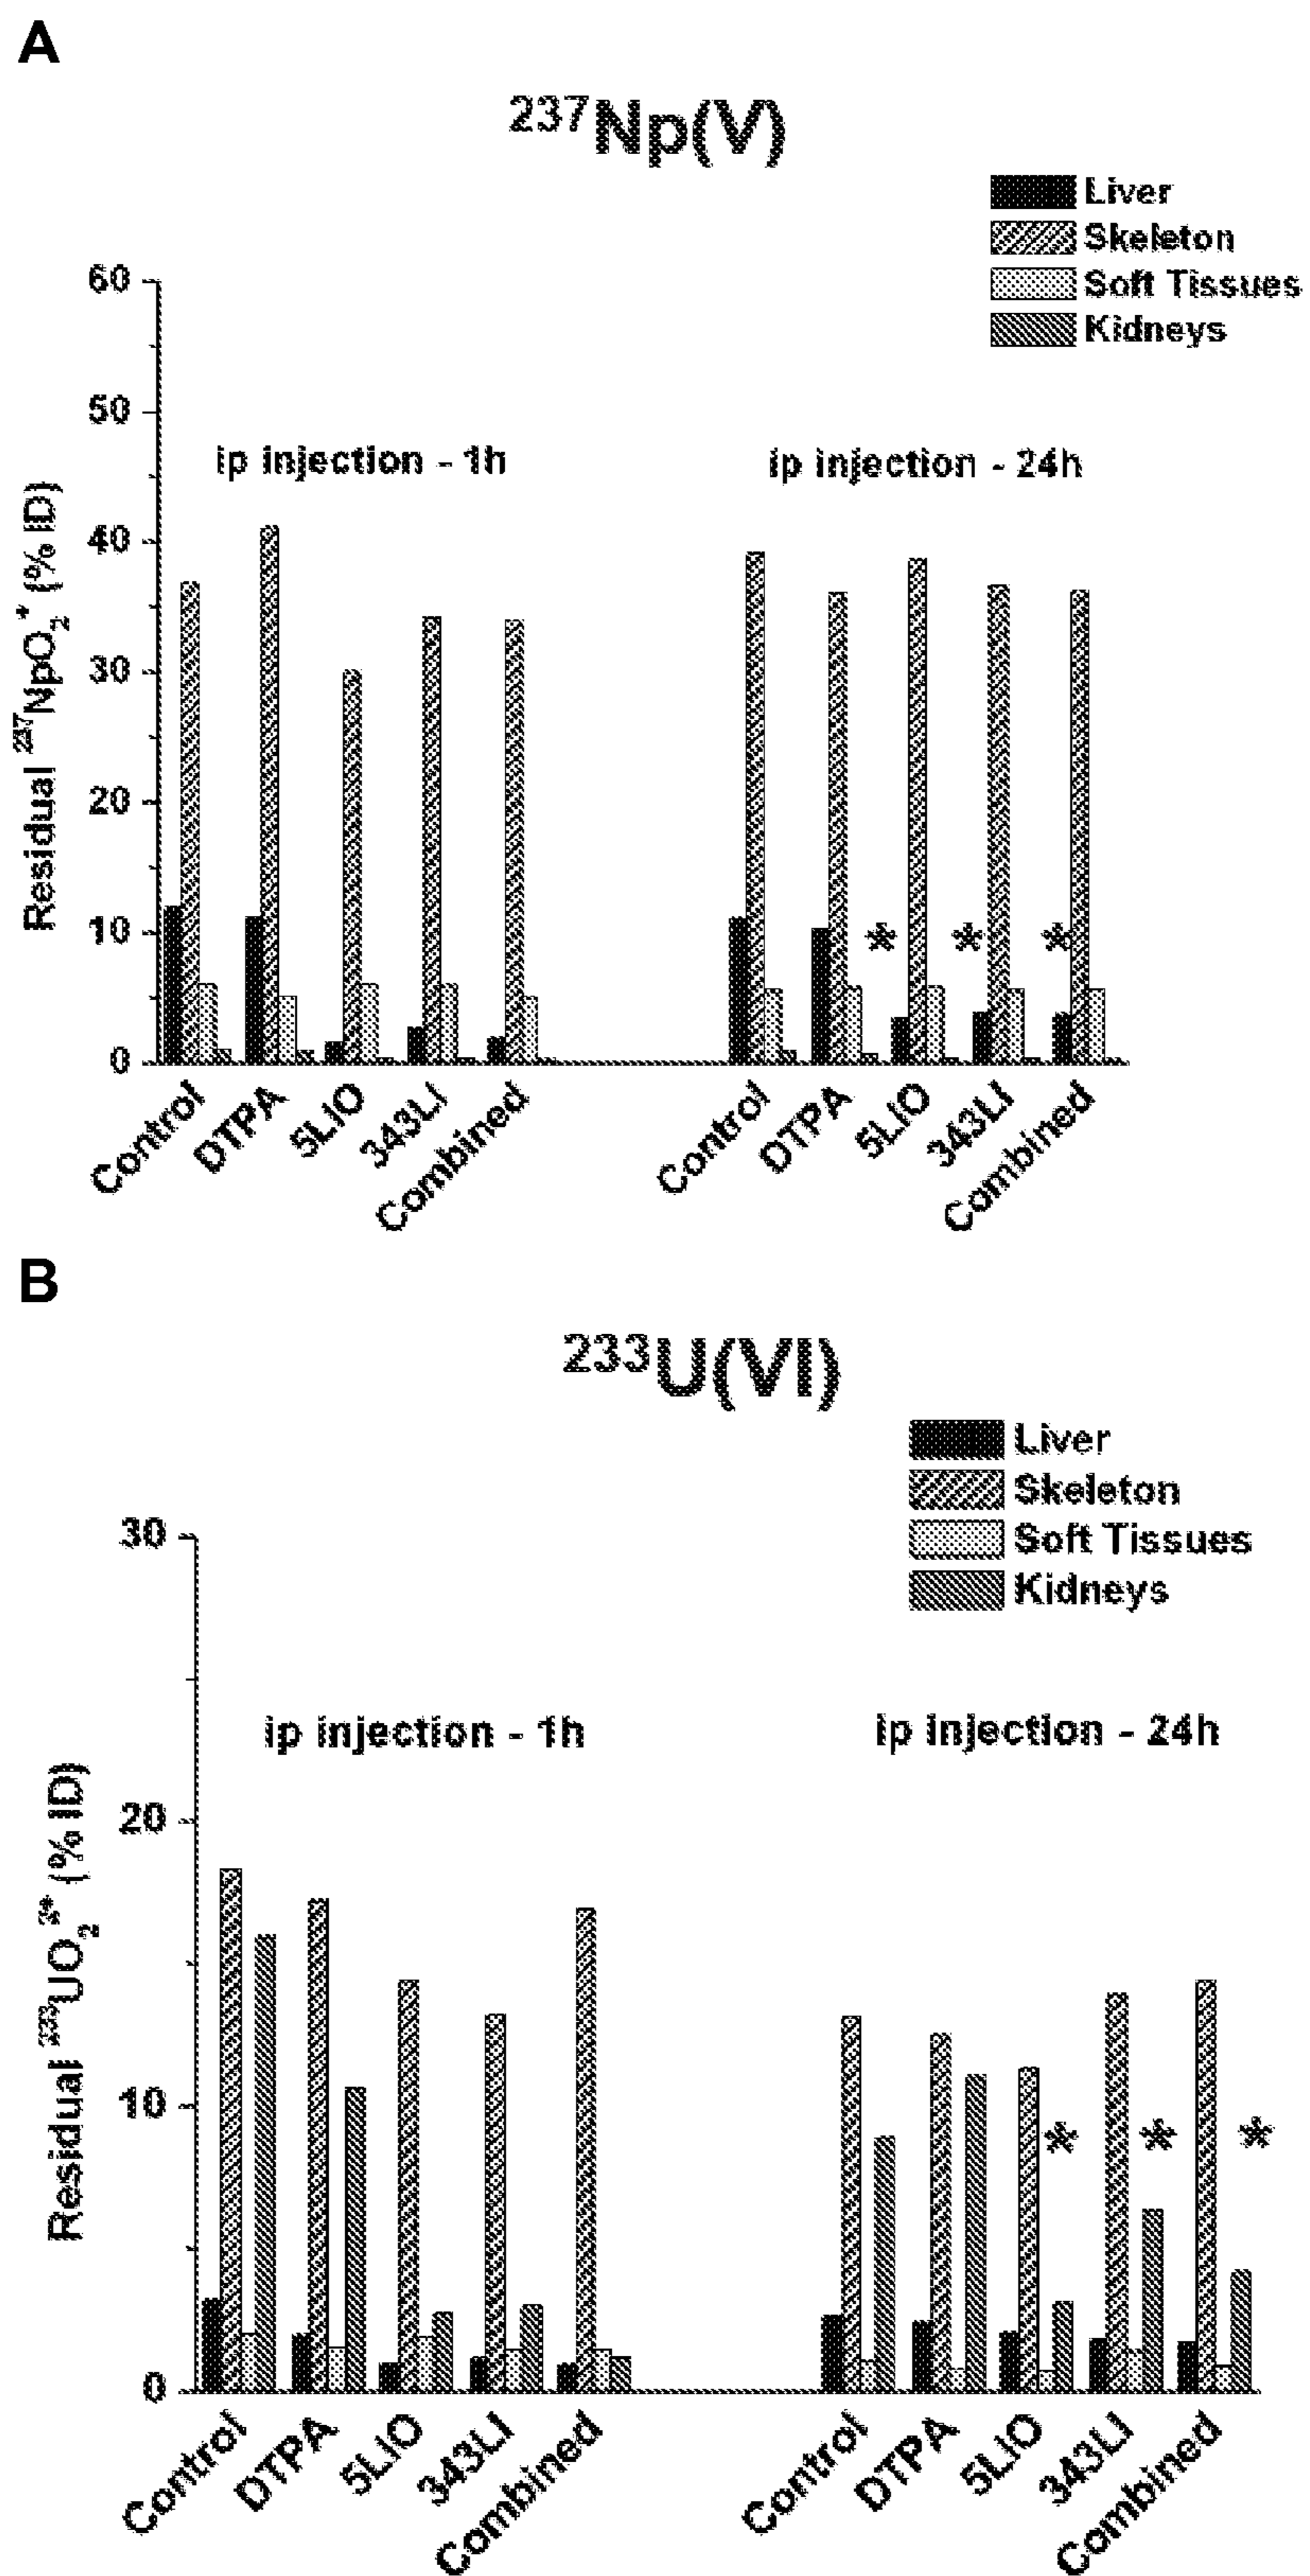 A
237Np(V)
Liver
Skeleton
Soft Tissues
Kidneys
60
50
40
30
20
10
0
Residual 237NpO2+ (% ID)
ip injection - 1h
ip injection - 24h
* * *
Control DTPA 5LIO 343LI Combined
Control DTPA 5LIO 343LI Combined
B
233U(VI)
Liver
Skeleton
Soft Tissues
Kidneys
30
20
10
0
Residual 233UO22+ (% ID)
ip injection - 1h
ip injection - 24h
* * *
Control DTPA 5LIO 343LI Combined
Control DTPA 5LIO 343LI Combined